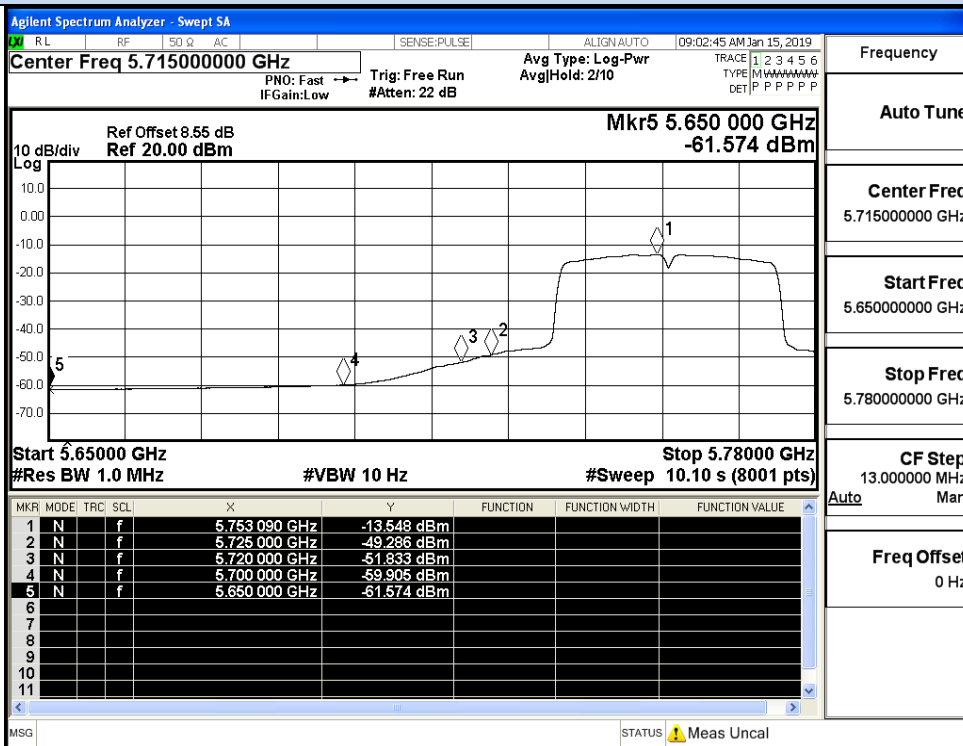 Agilent Spectrum Analyzer - Swept SA
LXI RL RF 50 Ω AC SENSE:PULSE ALIGN AUTO 09:02:45 AM Jan 15, 2019
Center Freq 5.715000000 GHz
PNO: Fast
IFGain:Low
Trig: Free Run
#Atten: 22 dB
Avg Type: Log-Pwr
Avg|Hold: 2/10
TRACE 1 2 3 4 5 6
TYPE M WWWWW
DET P P P P P P
Mkr5 5.650 000 GHz
-61.574 dBm
Ref Offset 8.55 dB
10 dB/div Ref 20.00 dBm
Log
10.0
0.00
-10.0
-20.0
-30.0
-40.0
-50.0
-60.0
-70.0
1
2
3
4
5
Start 5.65000 GHz Stop 5.78000 GHz
#Res BW 1.0 MHz #VBW 10 Hz #Sweep 10.10 s (8001 pts)
MKR MODE TRC SCL X Y FUNCTION FUNCTION WIDTH FUNCTION VALUE
1 N f 5.753 090 GHz -13.548 dBm
2 N f 5.725 000 GHz -49.286 dBm
3 N f 5.720 000 GHz -51.833 dBm
4 N f 5.700 000 GHz -59.905 dBm
5 N f 5.650 000 GHz -61.574 dBm
6
7
8
9
10
11
MSG STATUS Meas Uncal
Frequency
Auto Tune
Center Freq
5.715000000 GHz
Start Freq
5.650000000 GHz
Stop Freq
5.780000000 GHz
CF Step
13.000000 MHz
Auto Man
Freq Offset
0 Hz